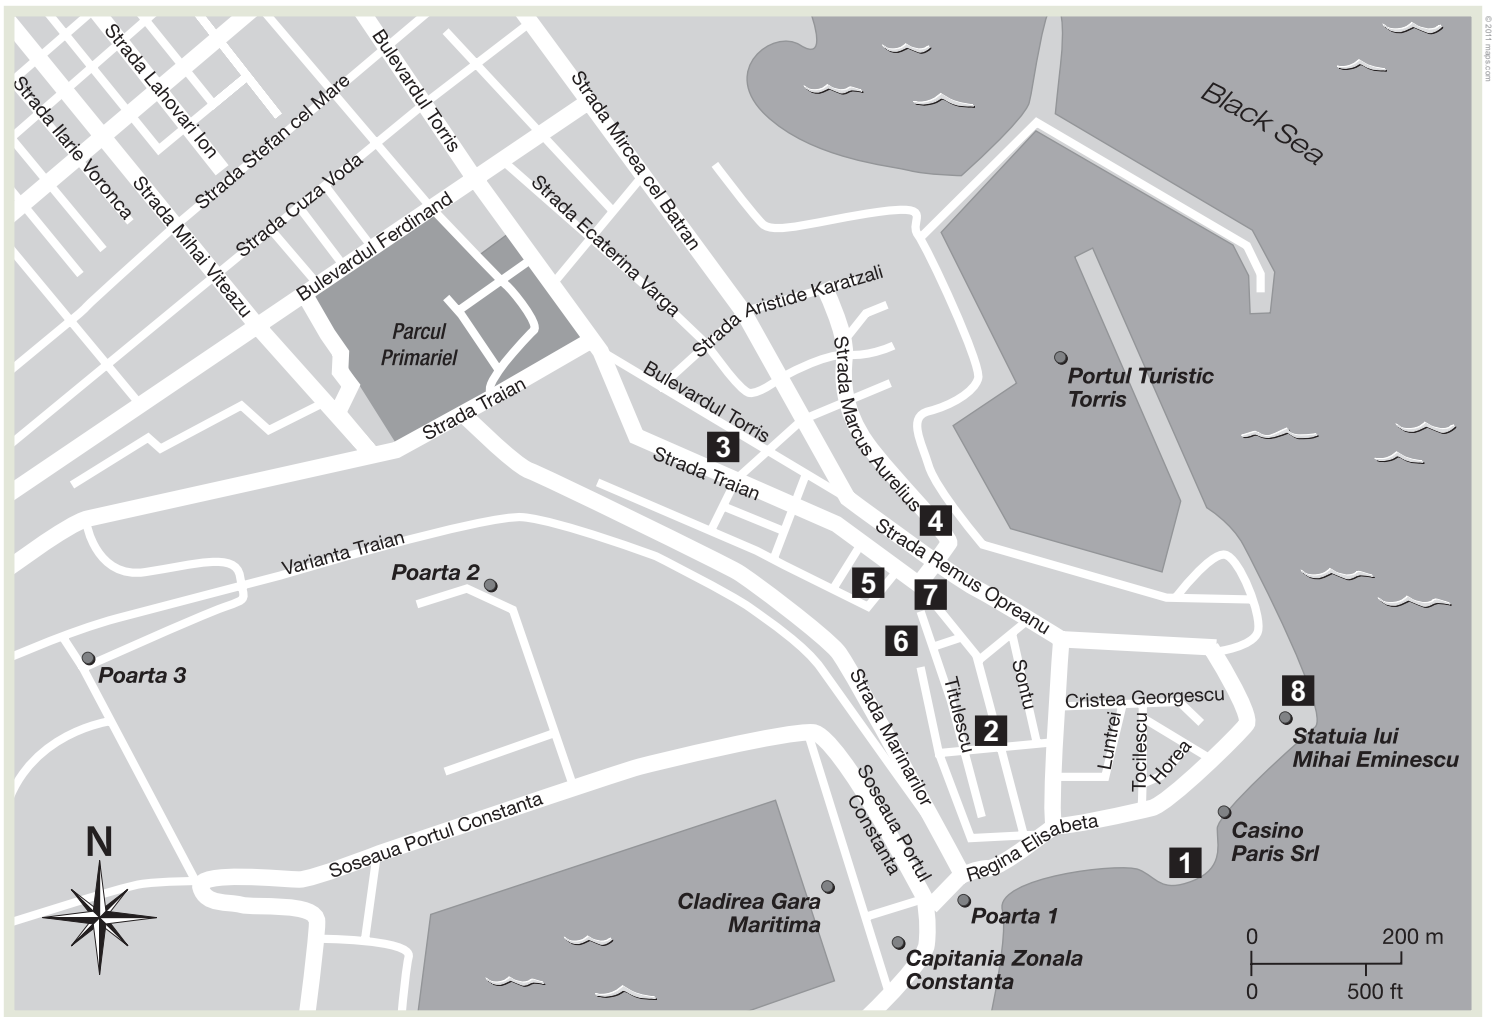 © 2011 maps.com
Strada Lahovari Ion
Bulevardul Torris
Strada Ilarie Voronca
Strada Stefan cel Mare
Strada Mircea cel Batran
Black Sea
Strada Cuza Voda
Strada Mihai Viteazu
Bulevardul Ferdinand
Strada Ecaterina Varga
Strada Aristide Karatzali
Parcul
Primariel
Strada Marcus Aurelius
Portul Turistic
Torris
Bulevardul Torris
Strada Traian
3
Strada Traian
4
Strada Remus Opreanu
Varianta Traian
Poarta 2
5
7
6
Poarta 3
Strada Marinarilor
Titulescu
Sontu
2
Cristea Georgescu
Luntrei
Tocilescu
Horea
8
Statuia lui
Mihai Eminescu
Soseaua Portul
Constanta
Soseaua Portul Constanta
Regina Elisabeta
Casino
Paris Srl
1
N
Cladirea Gara
Maritima
Poarta 1
Capitania Zonala
Constanta
0 200 m
0 500 ft